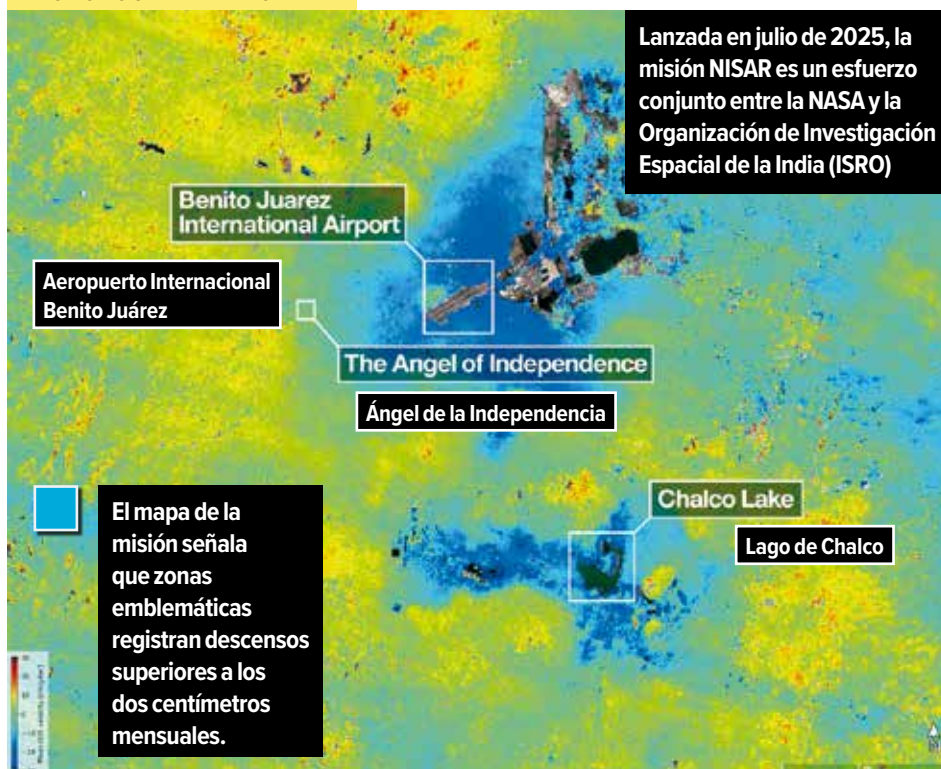 Lanzada en julio de 2025, la
misión NISAR es un esfuerzo
conjunto entre la NASA y la
Organización de Investigación
Espacial de la India (ISRO)
Benito Juarez
International Airport
Aeropuerto Internacional
Benito Juárez
The Angel of Independence
Ángel de la Independencia
Chalco Lake
Lago de Chalco
El mapa de la
misión señala
que zonas
emblemáticas
registran descensos
superiores a los
dos centímetros
mensuales.